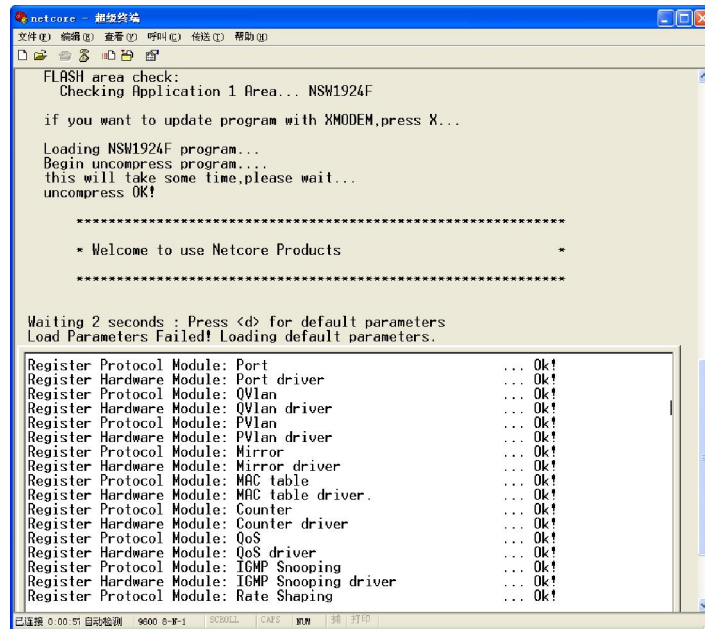 netcore - 超级终端
文件(F) 编辑(E) 查看(V) 呼叫(C) 传送(T) 帮助(H)
FLASH area check:
Checking Application 1 Area... NSW1924F
if you want to update program with XMODEM,press X...
Loading NSW1924F program...
Begin uncompress program....
this will take some time,please wait...
uncompress OK!
*************************************************************
* Welcome to use Netcore Products *
*************************************************************
Waiting 2 seconds : Press <d> for default parameters
Load Parameters Failed! Loading default parameters.
Register Protocol Module: Port ... Ok!
Register Hardware Module: Port driver ... Ok!
Register Protocol Module: QVlan ... Ok!
Register Hardware Module: QVlan driver ... Ok!
Register Protocol Module: PVlan ... Ok!
Register Hardware Module: PVlan driver ... Ok!
Register Protocol Module: Mirror ... Ok!
Register Hardware Module: Mirror driver ... Ok!
Register Protocol Module: MAC table ... Ok!
Register Hardware Module: MAC table driver. ... Ok!
Register Protocol Module: Counter ... Ok!
Register Hardware Module: Counter driver ... Ok!
Register Protocol Module: QoS ... Ok!
Register Hardware Module: QoS driver ... Ok!
Register Protocol Module: IGMP Snooping ... Ok!
Register Hardware Module: IGMP Snooping driver ... Ok!
Register Protocol Module: Rate Shaping ... Ok!
已连接 0:00:57 自动检测 9600 8-N-1 SCROLL CAPS NUM 捕 打印